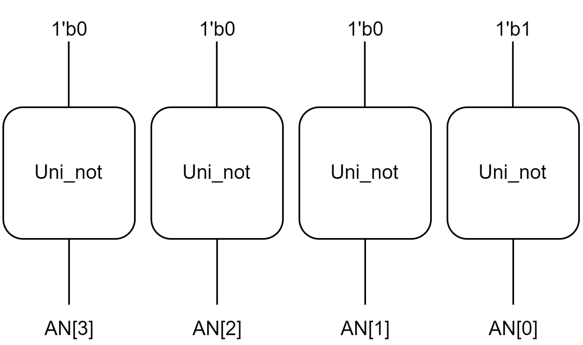 1'b0 1'b0 1'b0 1'b1
Uni_not Uni_not Uni_not Uni_not
AN[3] AN[2] AN[1] AN[0]